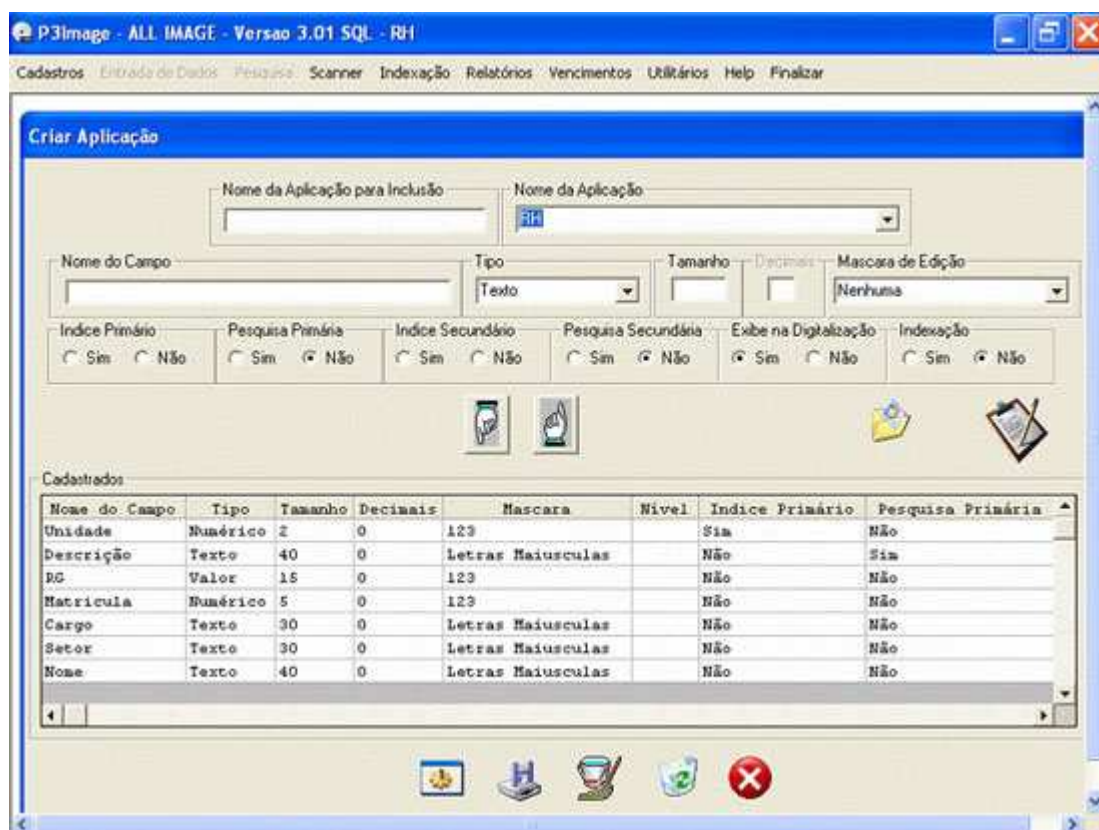 P3Image - ALL IMAGE - Versao 3.01 SQL - RH
Cadastros Entrada de Dados Pesquisa Scanner Indexação Relatórios Vencimentos Utilitários Help Finalizar
Criar Aplicação
Nome da Aplicação para Inclusão Nome da Aplicação
RH
Nome do Campo Tipo Tamanho Decimais Mascara de Edição
Texto Nenhuma
Indice Primário Pesquisa Primária Indice Secundário Pesquisa Secundária Exibe na Digitalização Indexação
Sim Não Sim Não Sim Não Sim Não Sim Não Sim Não
Cadastrados
Nome do Campo Tipo Tamanho Decimais Mascara Nivel Indice Primário Pesquisa Primária
Unidade Numérico 2 0 123 Sim Não
Descrição Texto 40 0 Letras Maiusculas Não Sim
RG Valor 15 0 123 Não Não
Matricula Numérico 5 0 123 Não Não
Cargo Texto 30 0 Letras Maiusculas Não Não
Setor Texto 30 0 Letras Maiusculas Não Não
Nome Texto 40 0 Letras Maiusculas Não Não